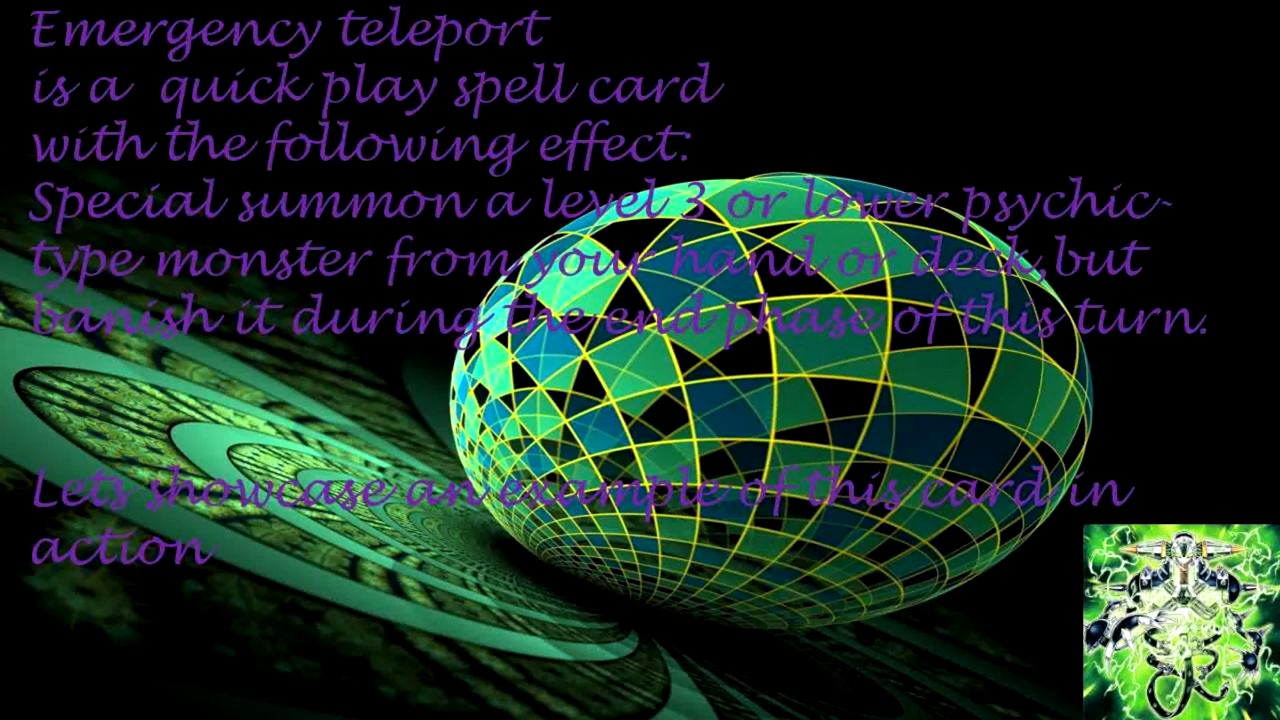 Emergency teleport
is a quick play spell card
with the following effect:
Special summon a level 3 or lower psychic-
type monster from your hand or deck,but
banish it during the end phase of this turn.
Lets showcase an example of this card in
action